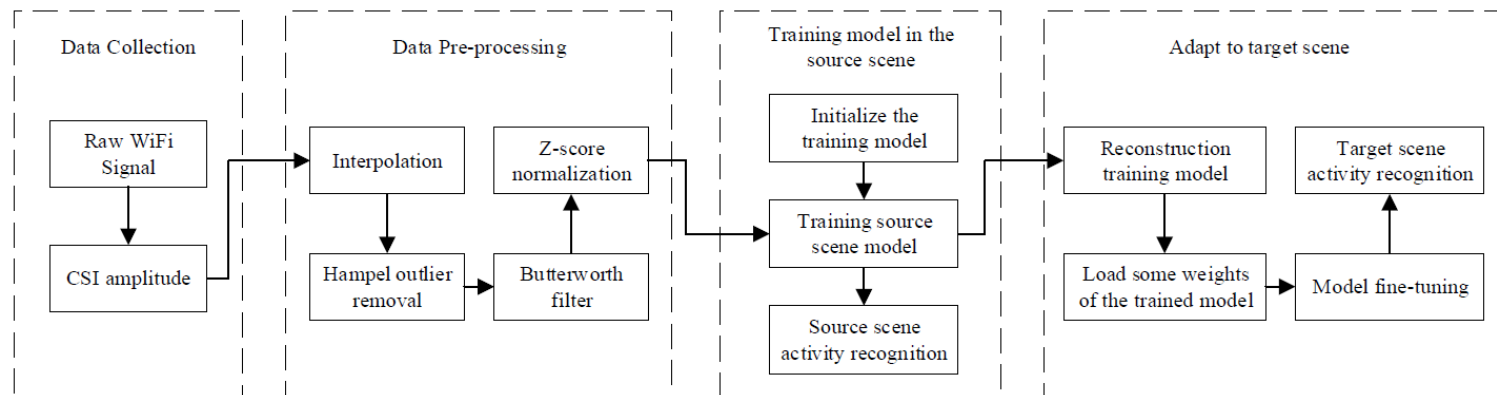 Data Collection
Raw WiFi
Signal
CSI amplitude
Data Pre-processing
Interpolation
Hampel outlier
removal
Butterworth
filter
Z-score
normalization
Training model in the
source scene
Initialize the
training model
Training source
scene model
Source scene
activity recognition
Adapt to target scene
Reconstruction
training model
Load some weights
of the trained model
Model fine-tuning
Target scene
activity recognition